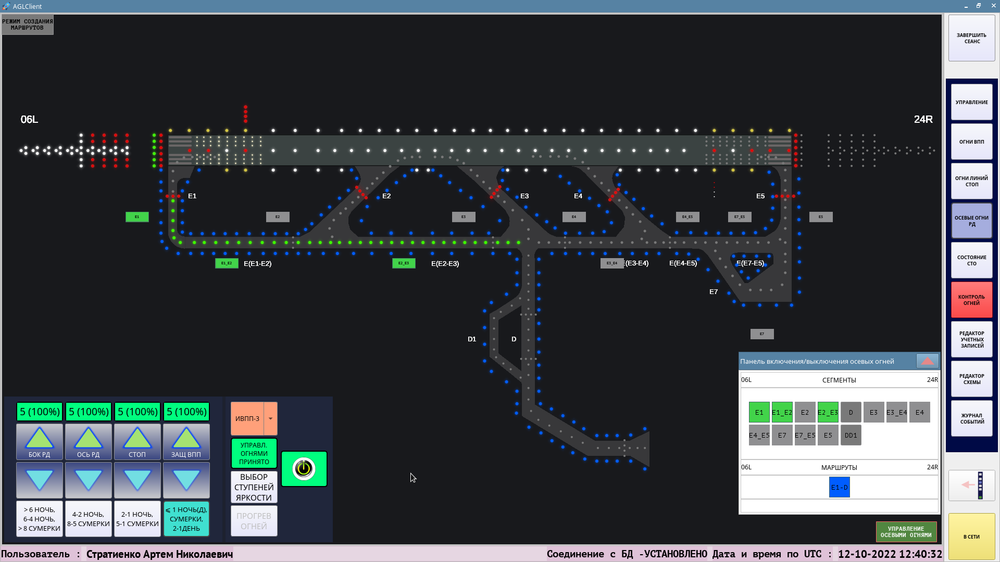 AGLClient
РЕЖИМ СОЗДАНИЯ
МАРШРУТОВ
ЗАВЕРШИТЬ
СЕАНС
УПРАВЛЕНИЕ
06L
24R
ОГНИ ВПП
ОГНИ ЛИНИЙ
СТОП
E1
E2
E3
E4
E5
E1
E2
E3
E4
E4_E5
E7_E5
E5
ОСЕВЫЕ ОГНИ
РД
E1_E2
E(E1-E2)
E2_E3
E(E2-E3)
E3_E4
E(E3-E4)
E(E4-E5)
E(E7-E5)
СОСТОЯНИЕ
СТО
E7
КОНТРОЛЬ
ОГНЕЙ
E7
D1
D
РЕДАКТОР
УЧЕТНЫХ
ЗАПИСЕЙ
Панель включения/выключения осевых огней
06L
СЕГМЕНТЫ
24R
РЕДАКТОР
СХЕМЫ
E1
E1_E2
E2
E2_E3
D
E3
E3_E4
E4
E4_E5
E7
E7_E5
E5
DD1
ЖУРНАЛ
СОБЫТИЙ
06L
МАРШРУТЫ
24R
E1-D
5 (100%)
5 (100%)
5 (100%)
5 (100%)
БОК РД
ОСЬ РД
СТОП
ЗАЩ ВПП
> 6 НОЧЬ,
6-4 НОЧЬ,
> 8 СУМЕРКИ
4-2 НОЧЬ,
8-5 СУМЕРКИ
2-1 НОЧЬ,
5-1 СУМЕРКИ
⩽ 1 НОЧЬ(Д),
СУМЕРКИ,
2-1ДЕНЬ
ИВПП-3
УПРАВЛ.
ОГНЯМИ
ПРИНЯТО
ВЫБОР
СТУПЕНЕЙ
ЯРКОСТИ
ПРОГРЕВ
ОГНЕЙ
УПРАВЛЕНИЕ
ОСЕВЫМИ ОГНЯМИ
В СЕТИ
Пользователь : Стратиенко Артем Николаевич
Соединение с БД -УСТАНОВЛЕНО Дата и время по UTC : 12-10-2022 12:40:32